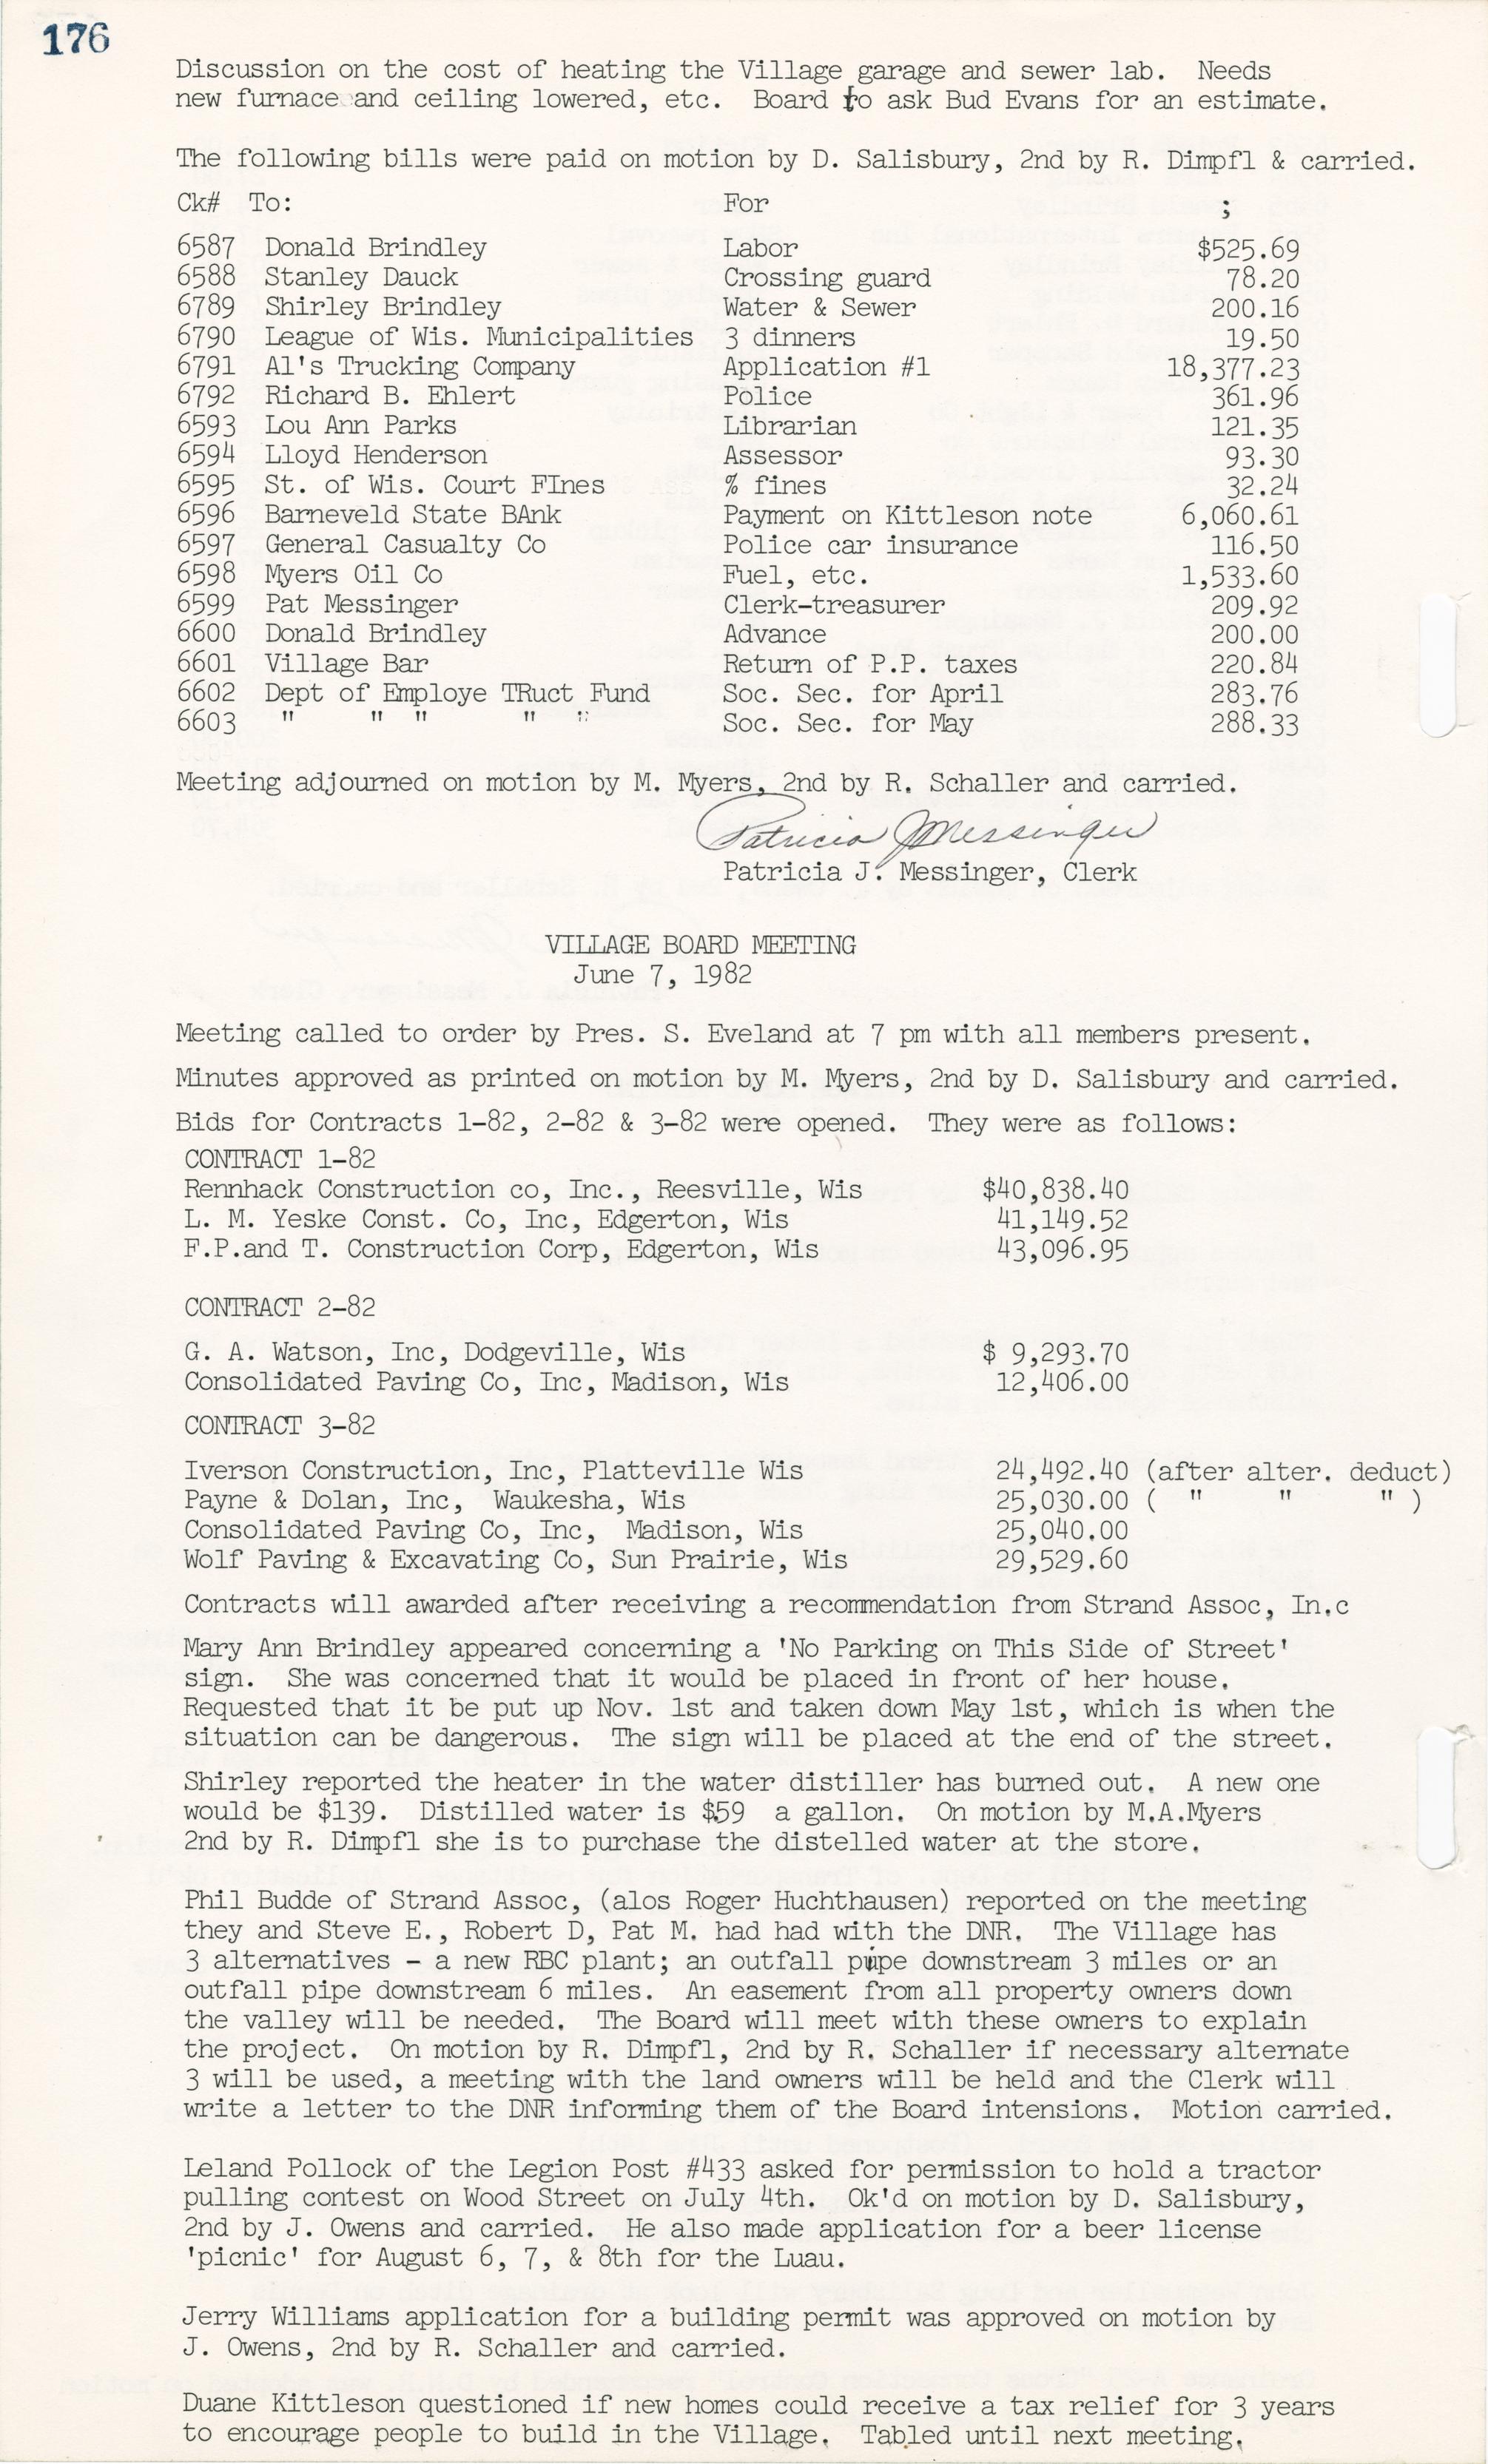 176
Discussion on the cost of heating the Village garage and sewer lab.  Needs
new furnace and ceiling lowered, etc.  Board to ask Bud Evans for an estimate.
The following bills were paid on motion by D. Salisbury, 2nd by R. Dimpfl & carried.
Ck#  To:  For  ;
6587  Donald Brindley  Labor  $525.69
6588  Stanley Dauck  Crossing guard  78.20
6789  Shirley Brindley  Water & Sewer  200.16
6790  League of Wis. Municipalities  3 dinners  19.50
6791  Al's Trucking Company  Application #1  18,377.23
6792  Richard B. Ehlert  Police  361.96
6593  Lou Ann Parks  Librarian  121.35
6594  Lloyd Henderson  Assessor  93.30
6595  St. of Wis. Court FInes  % fines  32.24
6596  Barneveld State BAnk  Payment on Kittleson note  6,060.61
6597  General Casualty Co  Police car insurance  116.50
6598  Myers Oil Co  Fuel, etc.  1,533.60
6599  Pat Messinger  Clerk-treasurer  209.92
6600  Donald Brindley  Advance  200.00
6601  Village Bar  Return of P.P. taxes  220.84
6602  Dept of Employe TRuct Fund  Soc. Sec. for April  283.76
6603  "  "  "  "  "  Soc. Sec. for May  288.33
Meeting adjourned on motion by M. Myers, 2nd by R. Schaller and carried.
Patricia J Messinger
Patricia J. Messinger, Clerk
VILLAGE BOARD MEETING
June 7, 1982
Meeting called to order by Pres. S. Eveland at 7 pm with all members present.
Minutes approved as printed on motion by M. Myers, 2nd by D. Salisbury and carried.
Bids for Contracts 1-82, 2-82 & 3-82 were opened.  They were as follows:
CONTRACT 1-82
Rennhack Construction co, Inc., Reesville, Wis  $40,838.40
L. M. Yeske Const. Co, Inc, Edgerton, Wis  41,149.52
F.P.and T. Construction Corp, Edgerton, Wis  43,096.95
CONTRACT 2-82
G. A. Watson, Inc, Dodgeville, Wis  $ 9,293.70
Consolidated Paving Co, Inc, Madison, Wis  12,406.00
CONTRACT 3-82
Iverson Construction, Inc, Platteville Wis  24,492.40 (after alter. deduct)
Payne & Dolan, Inc,  Waukesha, Wis  25,030.00 (  "  "  " )
Consolidated Paving Co, Inc,  Madison, Wis  25,040.00
Wolf Paving & Excavating Co, Sun Prairie, Wis  29,529.60
Contracts will awarded after receiving a recommendation from Strand Assoc, In.c
Mary Ann Brindley appeared concerning a 'No Parking on This Side of Street'
sign.  She was concerned that it would be placed in front of her house.
Requested that it be put up Nov. 1st and taken down May 1st, which is when the
situation can be dangerous.  The sign will be placed at the end of the street.
Shirley reported the heater in the water distiller has burned out.  A new one
would be $139.  Distilled water is $.59  a gallon.  On motion by M.A.Myers
2nd by R. Dimpfl she is to purchase the distelled water at the store.
Phil Budde of Strand Assoc, (alos Roger Huchthausen) reported on the meeting
they and Steve E., Robert D, Pat M. had had with the DNR.  The Village has
3 alternatives - a new RBC plant; an outfall pipe downstream 3 miles or an
outfall pipe downstream 6 miles.  An easement from all property owners down
the valley will be needed.  The Board will meet with these owners to explain
the project.  On motion by R. Dimpfl, 2nd by R. Schaller if necessary alternate
3 will be used, a meeting with the land owners will be held and the Clerk will
write a letter to the DNR informing them of the Board intensions.  Motion carried.
Leland Pollock of the Legion Post #433 asked for permission to hold a tractor
pulling contest on Wood Street on July 4th.  Ok'd on motion by D. Salisbury,
2nd by J. Owens and carried.  He also made application for a beer license
'picnic' for August 6, 7, & 8th for the Luau.
Jerry Williams application for a building permit was approved on motion by
J. Owens, 2nd by R. Schaller and carried.
Duane Kittleson questioned if new homes could receive a tax relief for 3 years
to encourage people to build in the Village.  Tabled until next meeting.